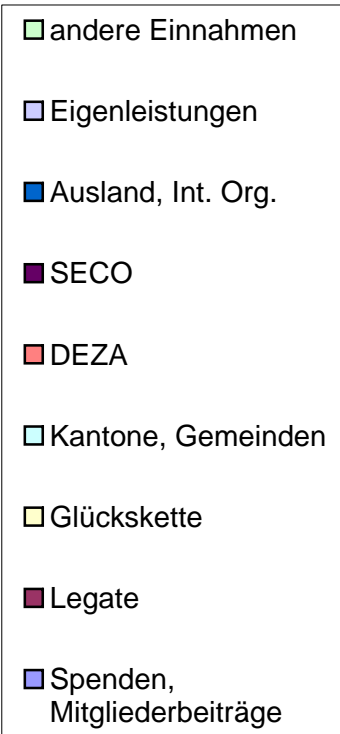 andere Einnahmen
Eigenleistungen
Ausland, Int. Org.
SECO
DEZA
Kantone, Gemeinden
Glückskette
Legate
Spenden,
Mitgliederbeiträge